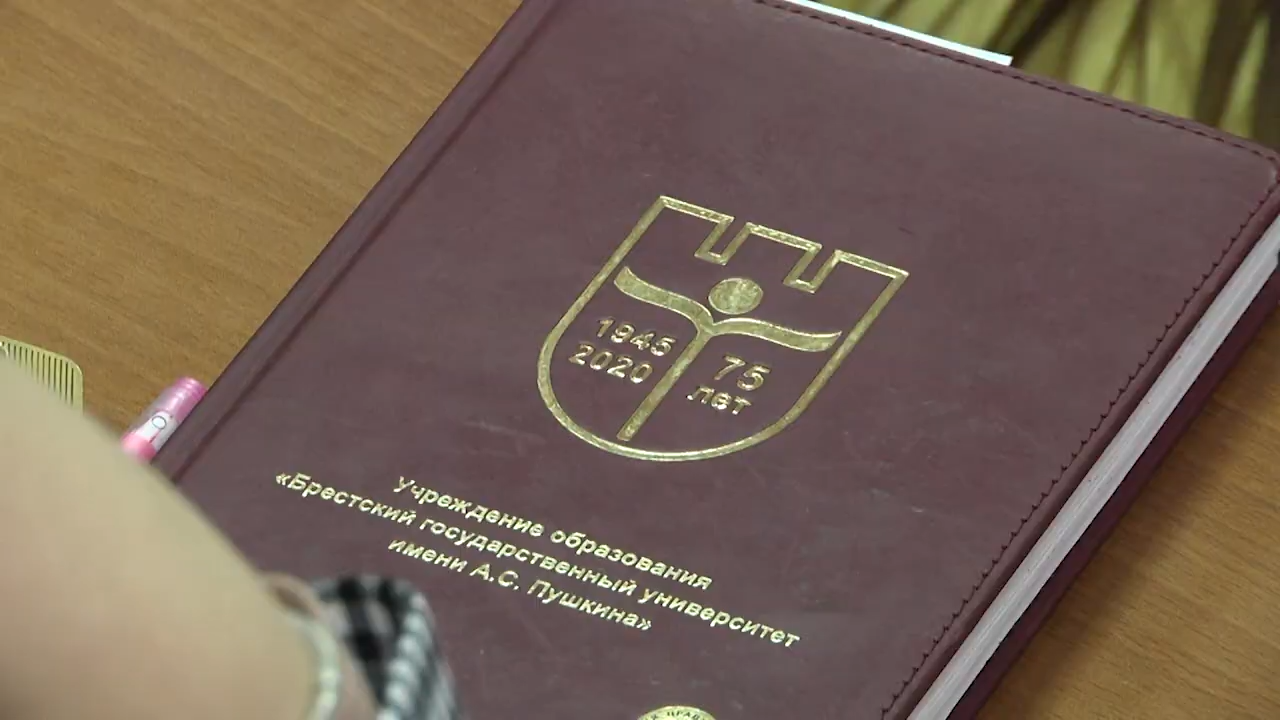 1945
2020
75
лет
Учреждение образования
«Брестский государственный университет
имени А.С. Пушкина»